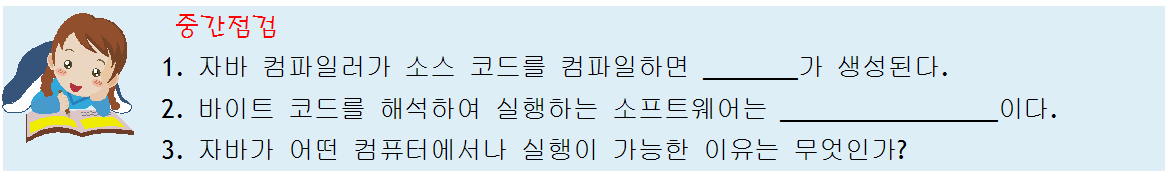 중간점검
1. 자바 컴파일러가 소스 코드를 컴파일하면 _______가 생성된다.
2. 바이트 코드를 해석하여 실행하는 소프트웨어는 ________________이다.
3. 자바가 어떤 컴퓨터에서나 실행이 가능한 이유는 무엇인가?